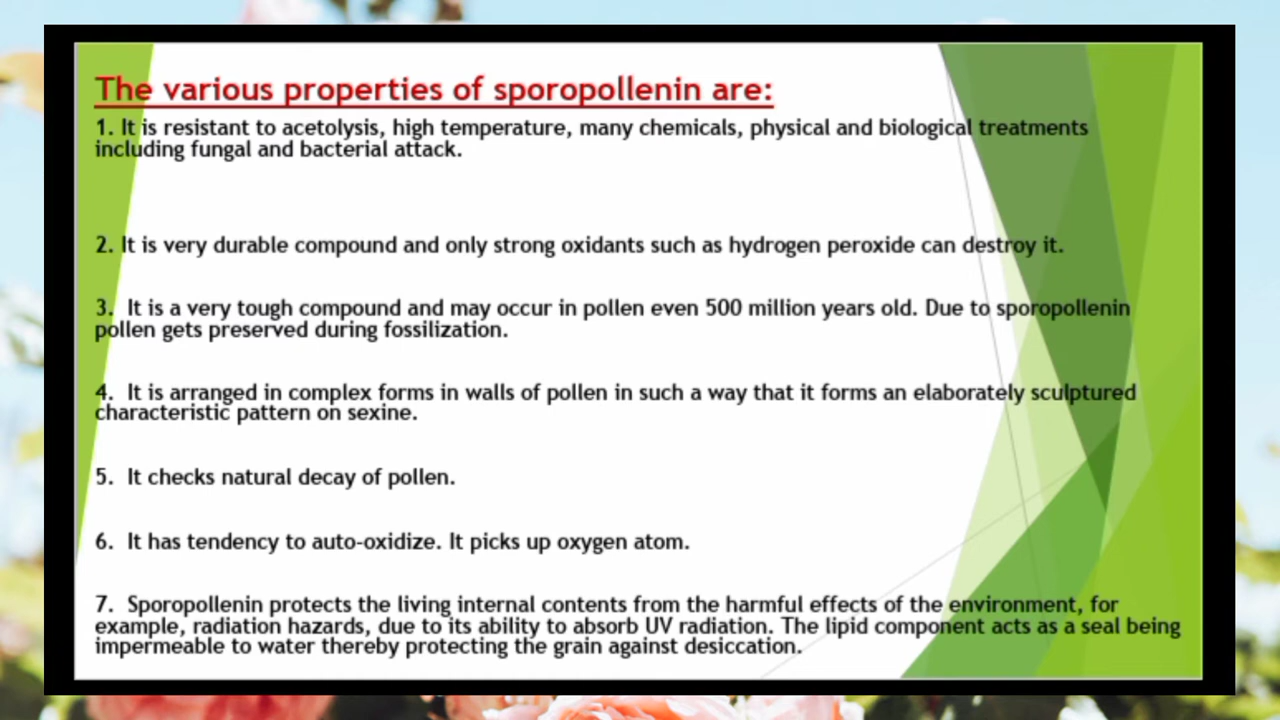 The various properties of sporopollenin are:
1. It is resistant to acetolysis, high temperature, many chemicals, physical and biological treatments
including fungal and bacterial attack.
2. It is very durable compound and only strong oxidants such as hydrogen peroxide can destroy it.
3. It is a very tough compound and may occur in pollen even 500 million years old. Due to sporopollenin
pollen gets preserved during fossilization.
4. It is arranged in complex forms in walls of pollen in such a way that it forms an elaborately sculptured
characteristic pattern on sexine.
5. It checks natural decay of pollen.
6. It has tendency to auto-oxidize. It picks up oxygen atom.
7. Sporopollenin protects the living internal contents from the harmful effects of the environment, for
example, radiation hazards, due to its ability to absorb UV radiation. The lipid component acts as a seal being
impermeable to water thereby protecting the grain against desiccation.